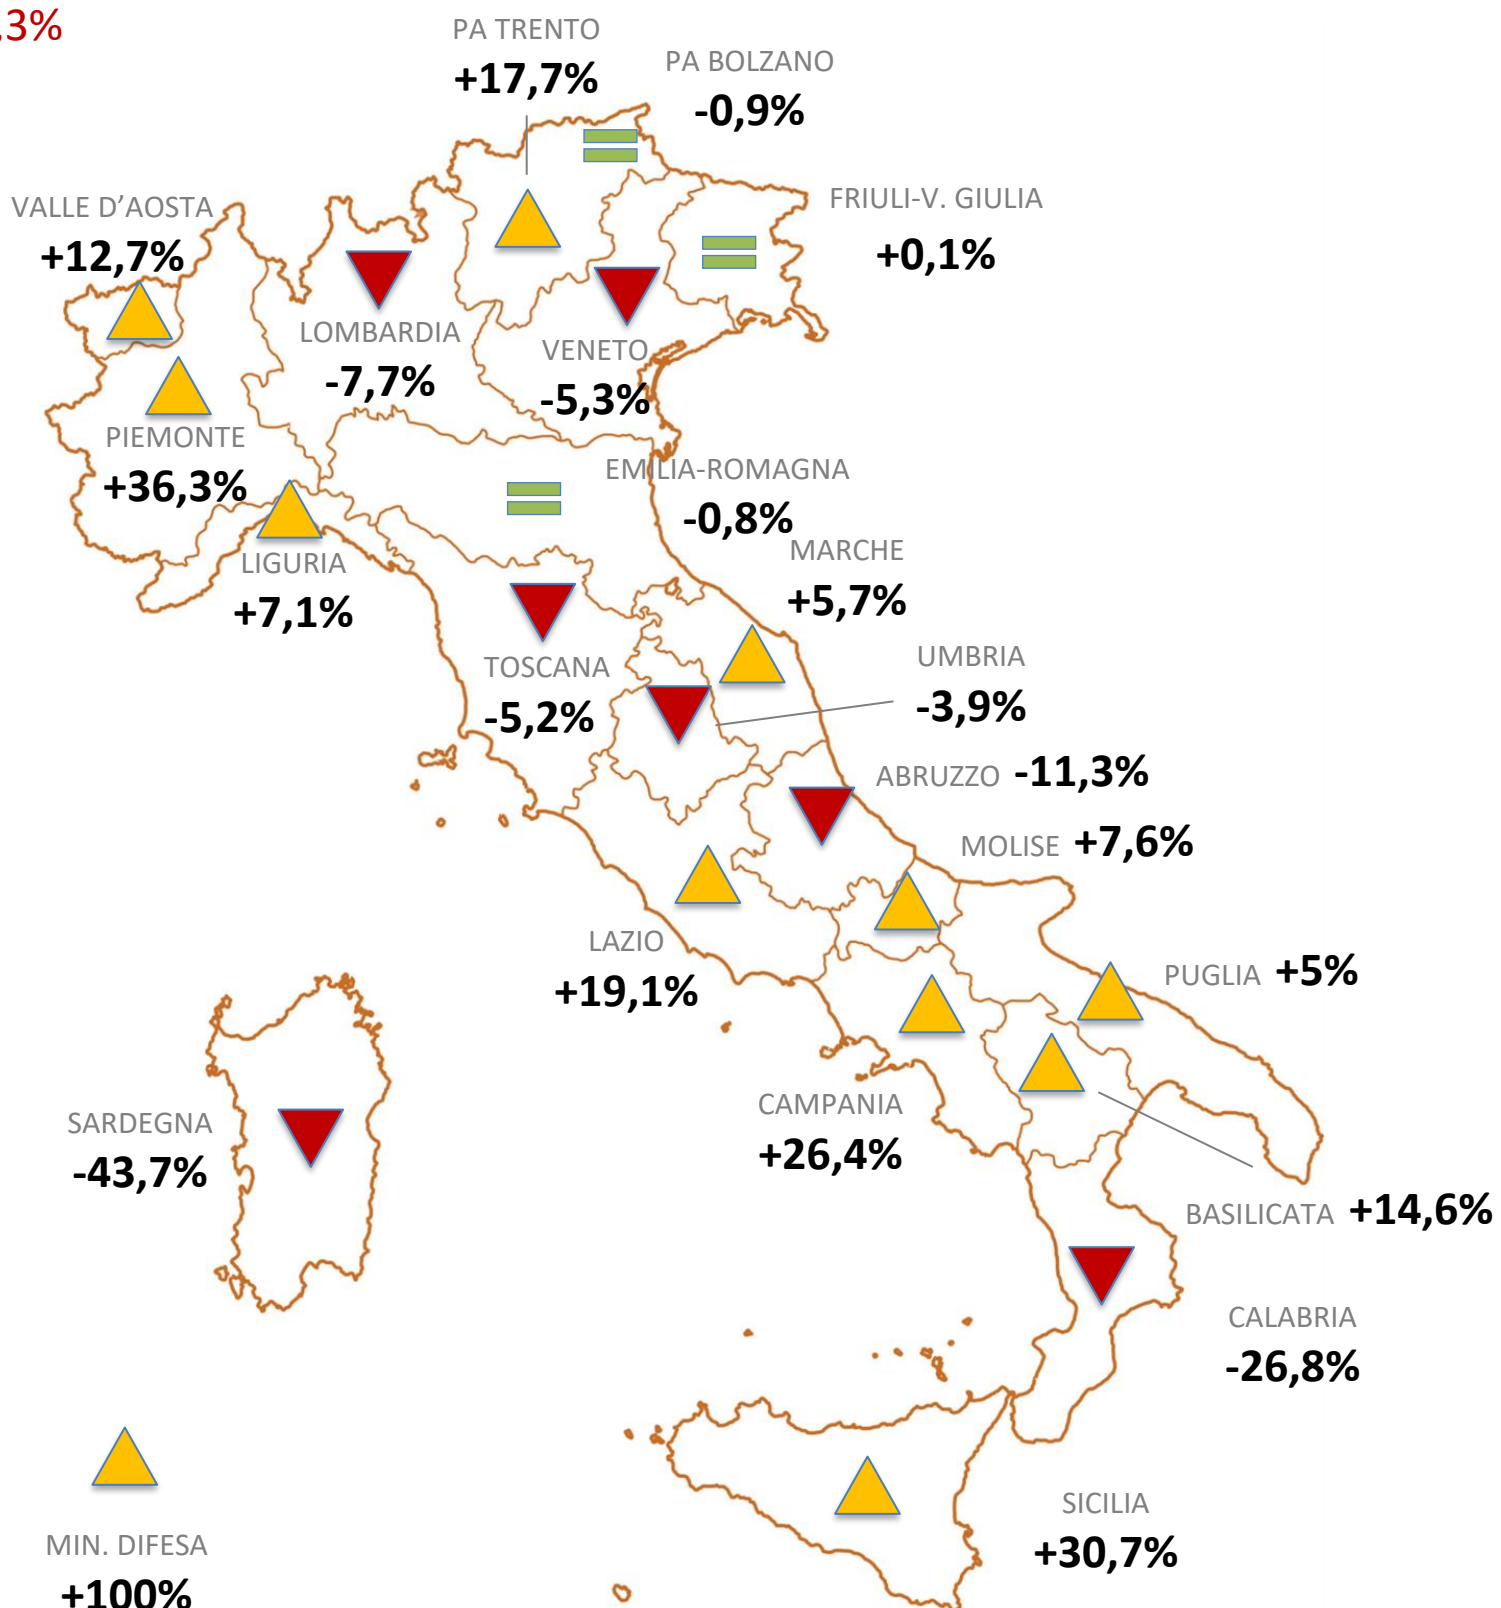 ,3%
PA TRENTO
+17,7%
PA BOLZANO
-0,9%
VALLE D'AOSTA
+12,7%
FRIULI-V. GIULIA
+0,1%
LOMBARDIA
-7,7%
VENETO
-5,3%
PIEMONTE
+36,3%
EMILIA-ROMAGNA
-0,8%
LIGURIA
+7,1%
MARCHE
+5,7%
TOSCANA
-5,2%
UMBRIA
-3,9%
ABRUZZO -11,3%
MOLISE +7,6%
LAZIO
+19,1%
PUGLIA +5%
CAMPANIA
+26,4%
SARDEGNA
-43,7%
BASILICATA +14,6%
CALABRIA
-26,8%
SICILIA
+30,7%
MIN. DIFESA
+100%